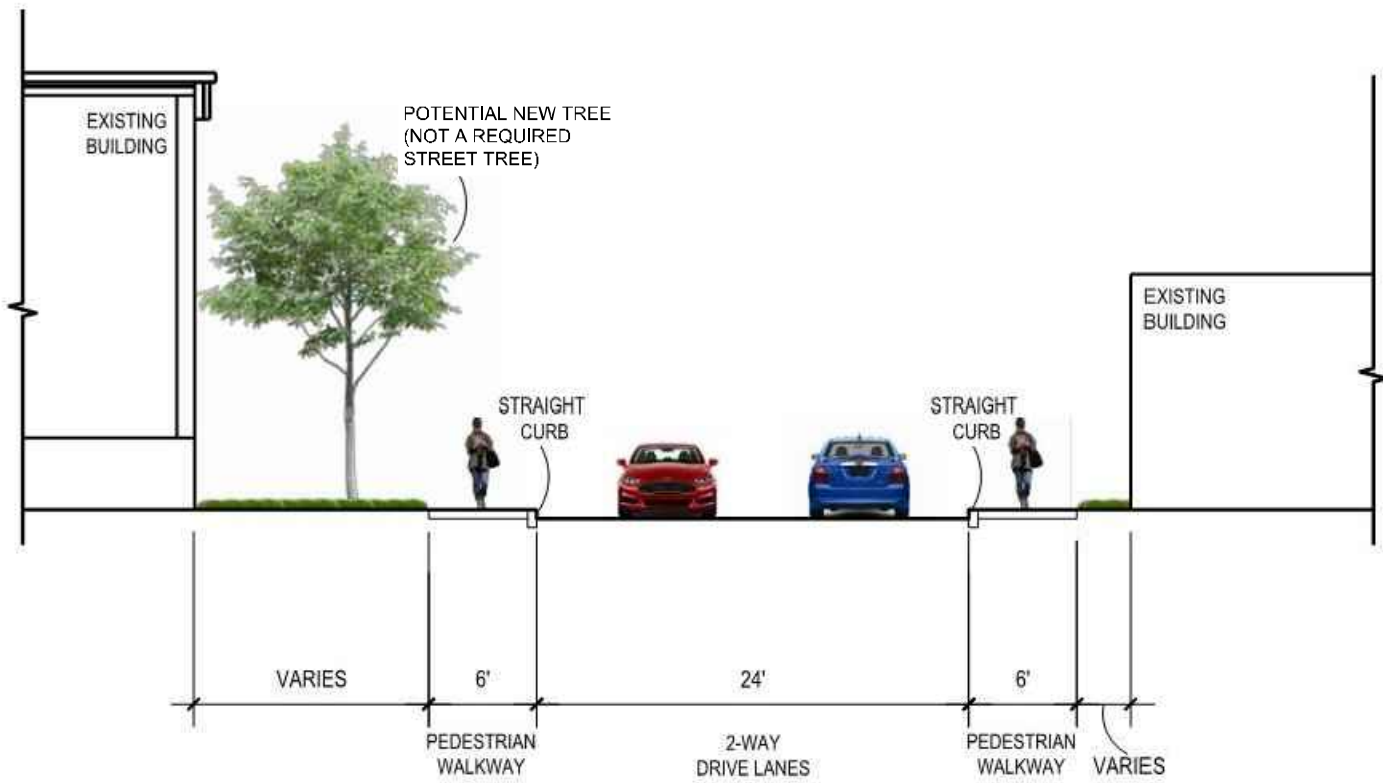 EXISTING
BUILDING
POTENTIAL NEW TREE
(NOT A REQUIRED
STREET TREE)
EXISTING
BUILDING
STRAIGHT
CURB
STRAIGHT
CURB
VARIES
6'
24'
6'
PEDESTRIAN
WALKWAY
2-WAY
DRIVE LANES
PEDESTRIAN
WALKWAY
VARIES